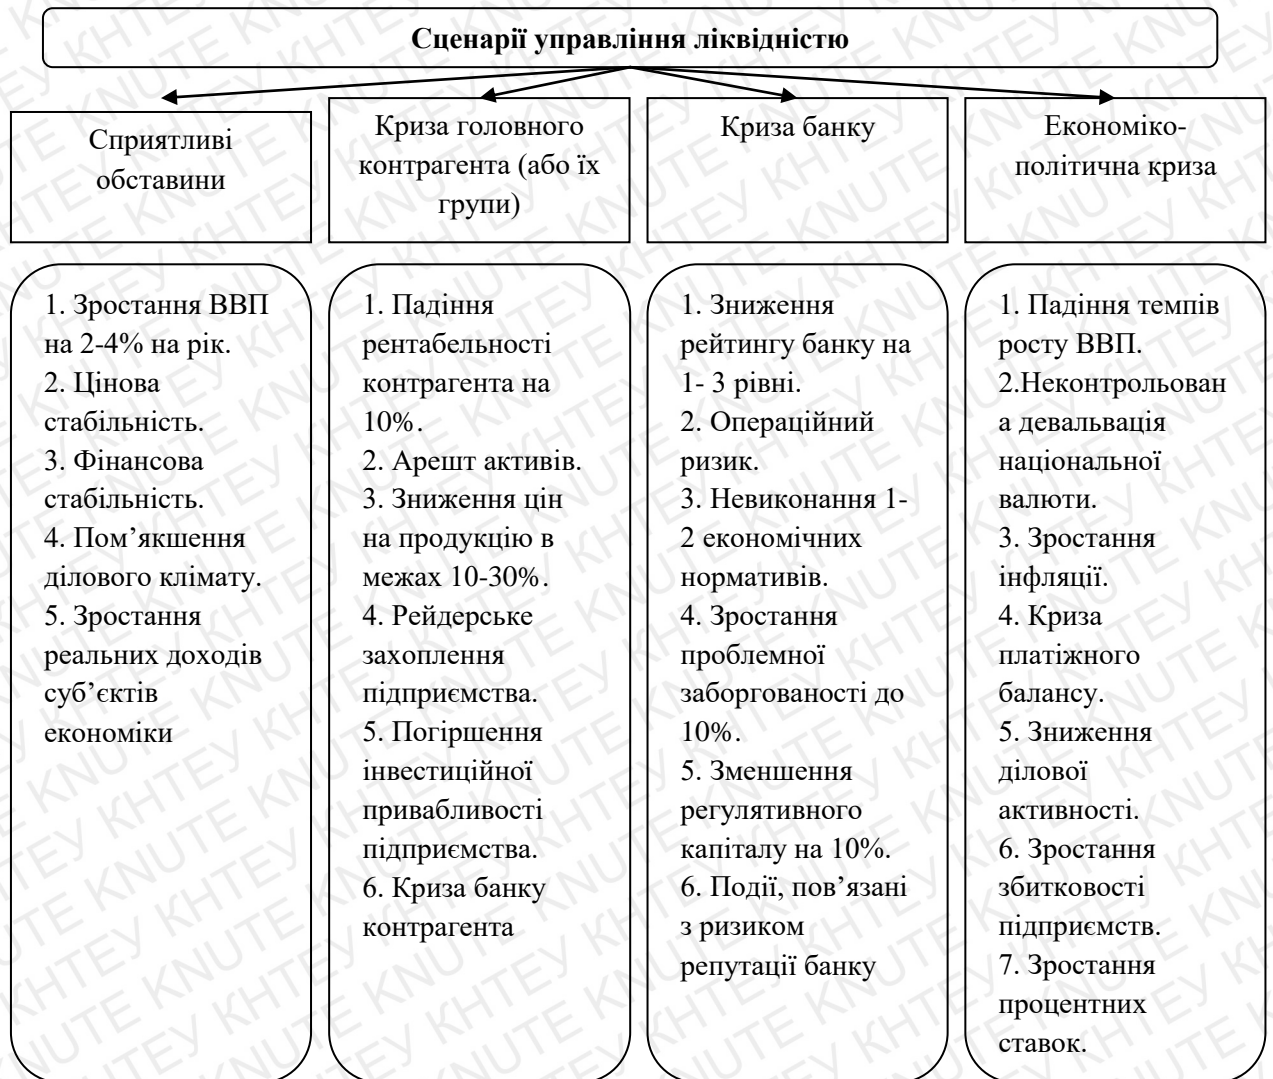 Сценарії управління ліквідністю
Сприятливі
обставини
Криза головного
контрагента (або їх
групи)
Криза банку
Економіко-
політична криза
1. Зростання ВВП
на 2-4% на рік.
2. Цінова
стабільність.
3. Фінансова
стабільність.
4. Пом’якшення
ділового клімату.
5. Зростання
реальних доходів
суб’єктів
економіки
1. Падіння
рентабельності
контрагента на
10%.
2. Арешт активів.
3. Зниження цін
на продукцію в
межах 10-30%.
4. Рейдерське
захоплення
підприємства.
5. Погіршення
інвестиційної
привабливості
підприємства.
6. Криза банку
контрагента
1. Зниження
рейтингу банку на
1- 3 рівні.
2. Операційний
ризик.
3. Невиконання 1-
2 економічних
нормативів.
4. Зростання
проблемної
заборгованості до
10%.
5. Зменшення
регулятивного
капіталу на 10%.
6. Події, пов’язані
з ризиком
репутації банку
1. Падіння темпів
росту ВВП.
2.Неконтрольован
а девальвація
національної
валюти.
3. Зростання
інфляції.
4. Криза
платіжного
балансу.
5. Зниження
ділової
активності.
6. Зростання
збитковості
підприємств.
7. Зростання
процентних
ставок.